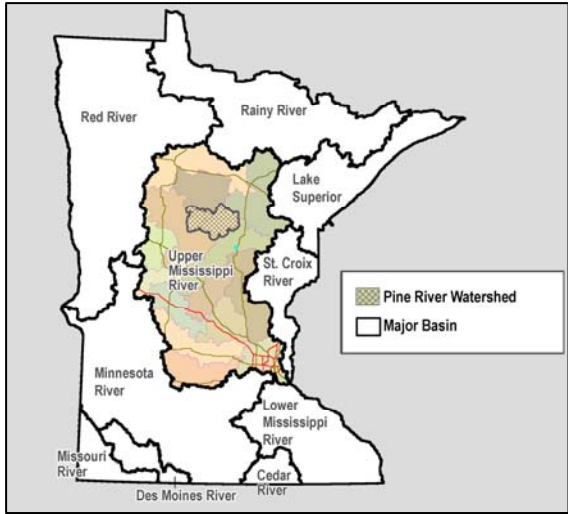 Rainy River
Red River
Lake
Superior
Upper
Mississippi
River
St. Croix
River
Pine River Watershed
Major Basin
Minnesota
River
Lower
Mississippi
River
Missouri
River
Cedar
River
Des Moines River